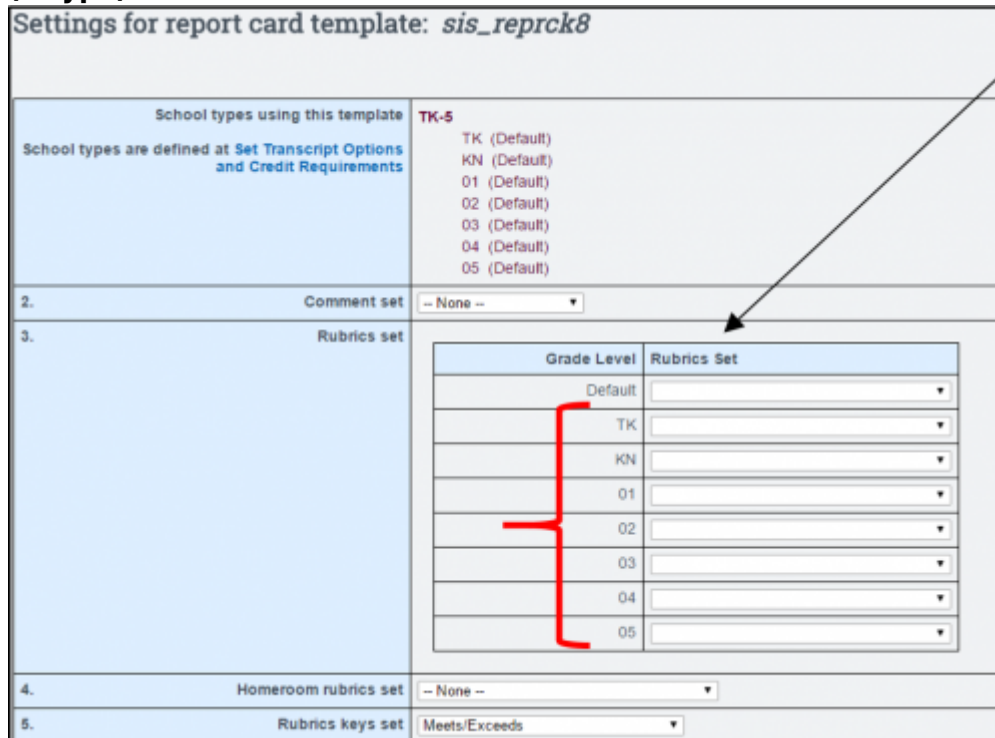 Settings for report card template: sis_reprck8
School types using this template
School types are defined at Set Transcript Options
and Credit Requirements
TK-5
TK (Default)
KN (Default)
01 (Default)
02 (Default)
03 (Default)
04 (Default)
05 (Default)
2. Comment set -- None --
3. Rubrics set
Grade Level Rubrics Set
Default
TK
KN
01
02
03
04
05
4. Homeroom rubrics set -- None --
5. Rubrics keys set Meets/Exceeds